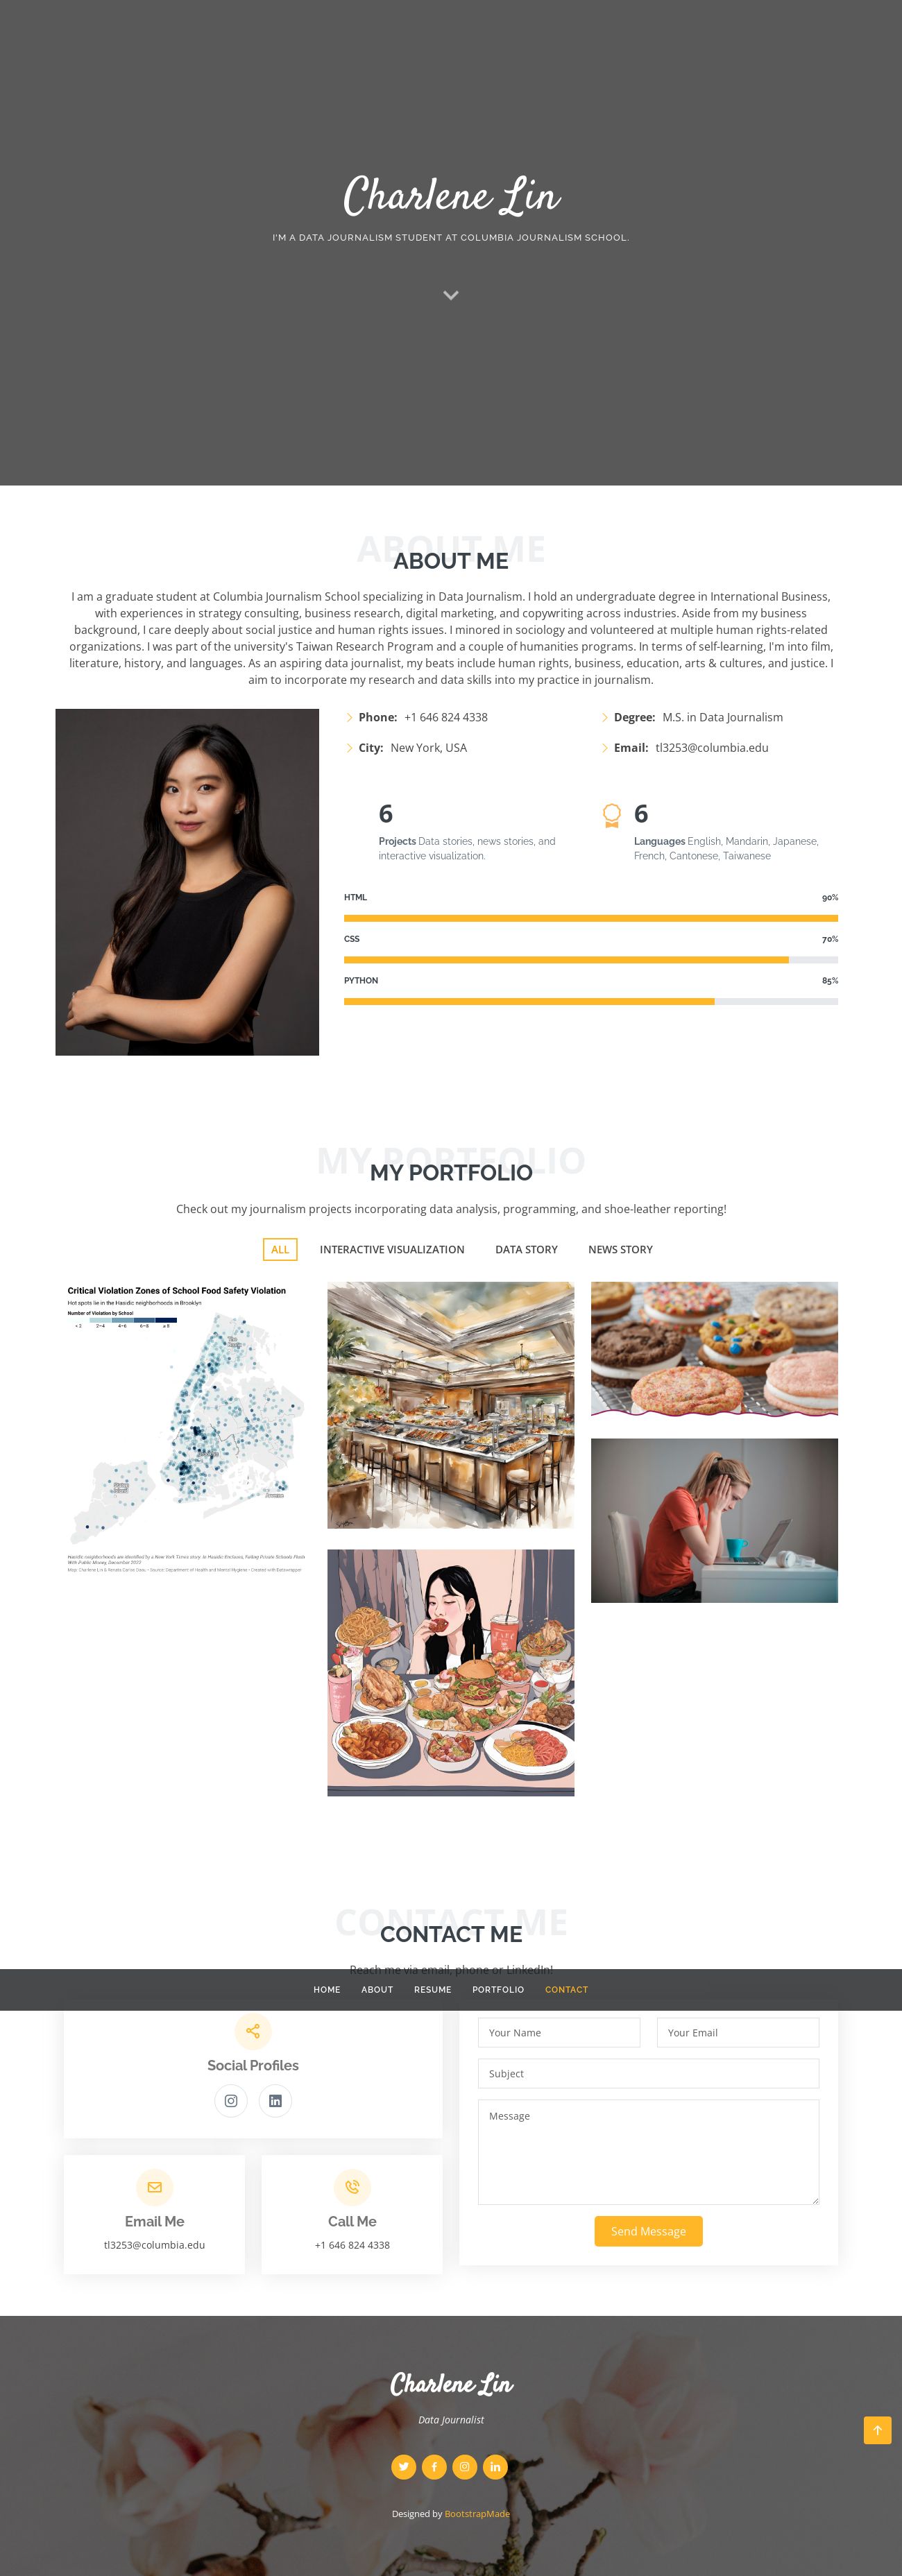 Charlene Lin
I'M A DATA JOURNALISM STUDENT AT COLUMBIA JOURNALISM SCHOOL.
ABOUT ME
ABOUT ME
I am a graduate student at Columbia Journalism School specializing in Data Journalism. I hold an undergraduate degree in International Business,
with experiences in strategy consulting, business research, digital marketing, and copywriting across industries. Aside from my business
background, I care deeply about social justice and human rights issues. I minored in sociology and volunteered at multiple human rights-related
organizations. I was part of the university's Taiwan Research Program and a couple of humanities programs. In terms of self-learning, I'm into film,
literature, history, and languages. As an aspiring data journalist, my beats include human rights, business, education, arts & cultures, and justice. I
aim to incorporate my research and data skills into my practice in journalism.
Phone: +1 646 824 4338
Degree: M.S. in Data Journalism
City: New York, USA
Email: tl3253@columbia.edu
6
Projects Data stories, news stories, and
interactive visualization.
6
Languages English, Mandarin, Japanese,
French, Cantonese, Taiwanese
HTML 90%
CSS 70%
PYTHON 85%
MY PORTFOLIO
MY PORTFOLIO
Check out my journalism projects incorporating data analysis, programming, and shoe-leather reporting!
ALL INTERACTIVE VISUALIZATION DATA STORY NEWS STORY
Critical Violation Zones of School Food Safety Violation
Hot spots lie in the Hasidic neighborhoods in Brooklyn
Number of Violation by School
< 2 2–4 4–6 6–8 ≥ 8
CONTACT ME
CONTACT ME
Reach me via email, phone or LinkedIn!
HOME ABOUT RESUME PORTFOLIO CONTACT
Social Profiles
Email Me
tl3253@columbia.edu
Call Me
+1 646 824 4338
Your Name
Your Email
Subject
Message
Send Message
Charlene Lin
Data Journalist
Designed by BootstrapMade